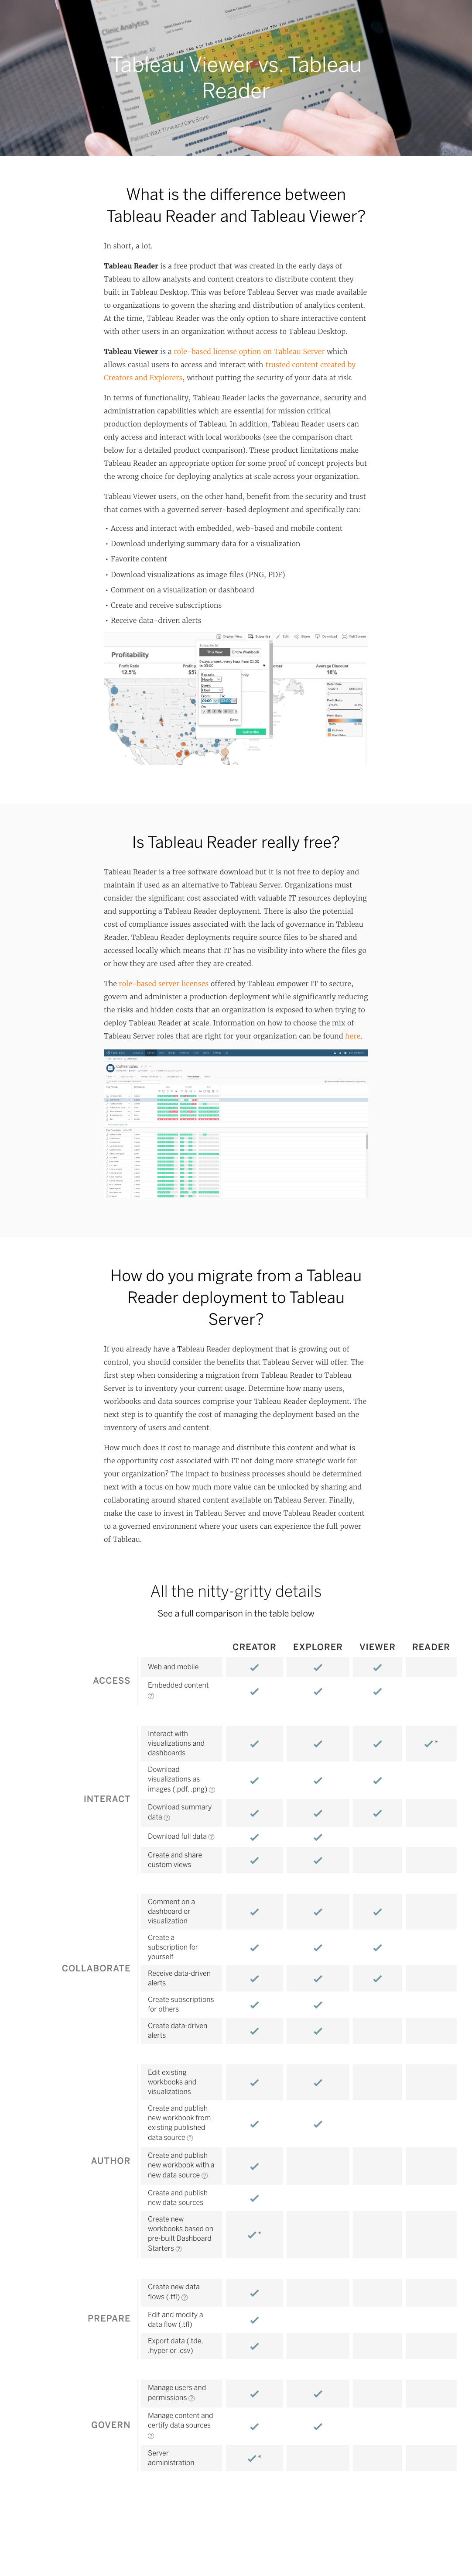 Clinic Analytics
Patient Wait Time and Care Score
Tableau Viewer vs. Tableau
Reader
What is the difference between
Tableau Reader and Tableau Viewer?
In short, a lot.
Tableau Reader is a free product that was created in the early days of
Tableau to allow analysts and content creators to distribute content they
built in Tableau Desktop. This was before Tableau Server was made available
to organizations to govern the sharing and distribution of analytics content.
At the time, Tableau Reader was the only option to share interactive content
with other users in an organization without access to Tableau Desktop.
Tableau Viewer is a role-based license option on Tableau Server which
allows casual users to access and interact with trusted content created by
Creators and Explorers, without putting the security of your data at risk.
In terms of functionality, Tableau Reader lacks the governance, security and
administration capabilities which are essential for mission critical
production deployments of Tableau. In addition, Tableau Reader users can
only access and interact with local workbooks (see the comparison chart
below for a detailed product comparison). These product limitations make
Tableau Reader an appropriate option for some proof of concept projects but
the wrong choice for deploying analytics at scale across your organization.
Tableau Viewer users, on the other hand, benefit from the security and trust
that comes with a governed server-based deployment and specifically can:
• Access and interact with embedded, web-based and mobile content
• Download underlying summary data for a visualization
• Favorite content
• Download visualizations as image files (PNG, PDF)
• Comment on a visualization or dashboard
• Create and receive subscriptions
• Receive data-driven alerts
Original View Subscribe Edit Share Download Full Screen
Profitability
Profit Ratio
12.5%
Average Discount
16%
This View Entire Workbook
Repeats
Hourly
Every
Hour
From
To
On
Done
Subscribe
Is Tableau Reader really free?
Tableau Reader is a free software download but it is not free to deploy and
maintain if used as an alternative to Tableau Server. Organizations must
consider the significant cost associated with valuable IT resources deploying
and supporting a Tableau Reader deployment. There is also the potential
cost of compliance issues associated with the lack of governance in Tableau
Reader. Tableau Reader deployments require source files to be shared and
accessed locally which means that IT has no visibility into where the files go
or how they are used after they are created.
The role-based server licenses offered by Tableau empower IT to secure,
govern and administer a production deployment while significantly reducing
the risks and hidden costs that an organization is exposed to when trying to
deploy Tableau Reader at scale. Information on how to choose the mix of
Tableau Server roles that are right for your organization can be found here.
Coffee Sales
How do you migrate from a Tableau
Reader deployment to Tableau
Server?
If you already have a Tableau Reader deployment that is growing out of
control, you should consider the benefits that Tableau Server will offer. The
first step when considering a migration from Tableau Reader to Tableau
Server is to inventory your current usage. Determine how many users,
workbooks and data sources comprise your Tableau Reader deployment. The
next step is to quantify the cost of managing the deployment based on the
inventory of users and content.
How much does it cost to manage and distribute this content and what is
the opportunity cost associated with IT not doing more strategic work for
your organization? The impact to business processes should be determined
next with a focus on how much more value can be unlocked by sharing and
collaborating around shared content available on Tableau Server. Finally,
make the case to invest in Tableau Server and move Tableau Reader content
to a governed environment where your users can experience the full power
of Tableau.
All the nitty-gritty details
See a full comparison in the table below
CREATOR EXPLORER VIEWER READER
ACCESS
Web and mobile ✓ ✓ ✓
Embedded content ✓ ✓ ✓
?
INTERACT
Interact with
visualizations and ✓ ✓ ✓ ✓*
dashboards
Download
visualizations as ✓ ✓ ✓
images (.pdf, .png) ?
Download summary
data ? ✓ ✓ ✓
Download full data ? ✓ ✓
Create and share
custom views ✓ ✓
COLLABORATE
Comment on a
dashboard or ✓ ✓ ✓
visualization
Create a
subscription for ✓ ✓ ✓
yourself
Receive data-driven
alerts ✓ ✓ ✓
Create subscriptions
for others ✓ ✓
Create data-driven
alerts ✓ ✓
AUTHOR
Edit existing
workbooks and ✓ ✓
visualizations
Create and publish
new workbook from
existing published ✓ ✓
data source ?
Create and publish
new workbook with a ✓
new data source ?
Create and publish
new data sources ✓
Create new
workbooks based on
pre-built Dashboard ✓*
Starters ?
PREPARE
Create new data
flows (.tfl) ? ✓
Edit and modify a
data flow (.tfl) ✓
Export data (.tde,
.hyper or .csv) ✓
GOVERN
Manage users and
permissions ? ✓ ✓
Manage content and
certify data sources ✓ ✓
?
Server
administration ✓*